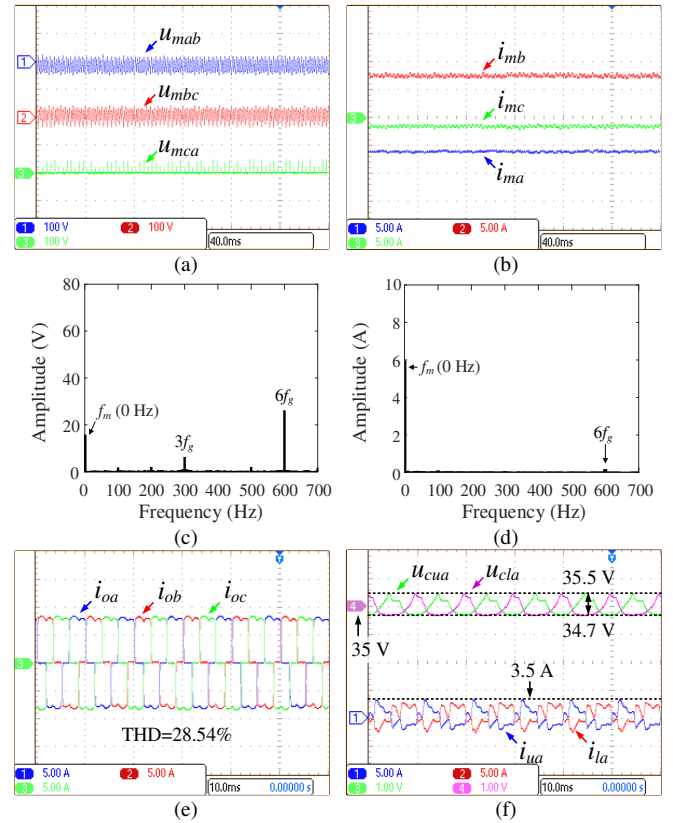 u_mab
1
u_mbc
2
u_mca
3
1 100 V 2 100 V
3 100 V 40.0ms
(a)
i_mb
i_mc
3
i_ma
1 5.00 A 2 5.00 A
3 5.00 A 40.0ms
(b)
80
60
40
20
0
Amplitude (V)
f_m (0 Hz)
3f_g
6f_g
0 100 200 300 400 500 600 700
Frequency (Hz)
(c)
10
8
6
4
2
0
Amplitude (A)
f_m (0 Hz)
6f_g
0 100 200 300 400 500 600 700
Frequency (Hz)
(d)
i_oa i_ob i_oc
3
THD=28.54%
1 5.00 A 2 5.00 A
3 5.00 A 10.0ms 0.00000 s
(e)
u_cua u_cla 35.5 V
4
35 V 34.7 V
3.5 A
1
i_ua i_la
1 5.00 A 2 5.00 A
3 1.00 V 4 1.00 V 10.0ms 0.00000 s
(f)